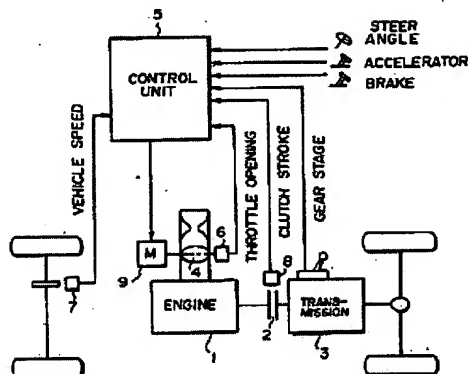 5
STEER
ANGLE
CONTROL
UNIT
ACCELERATOR
BRAKE
VEHICLE SPEED
THROTTLE OPENING
CLUTCH STROKE
GEAR STAGE
M
6
9
4
8
7
ENGINE
TRANS-
MISSION
1
2
3